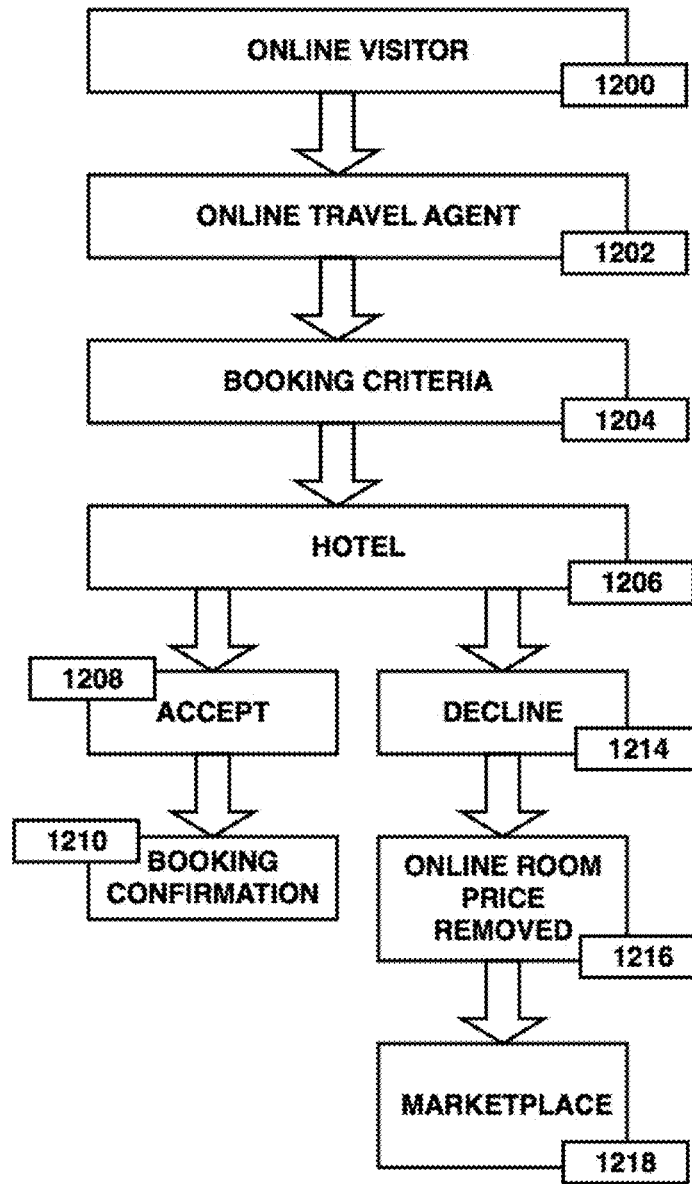 ONLINE VISITOR
1200
ONLINE TRAVEL AGENT
1202
BOOKING CRITERIA
1204
HOTEL
1206
1208
ACCEPT
DECLINE
1214
1210
BOOKING
CONFIRMATION
ONLINE ROOM
PRICE
REMOVED
1216
MARKETPLACE
1218